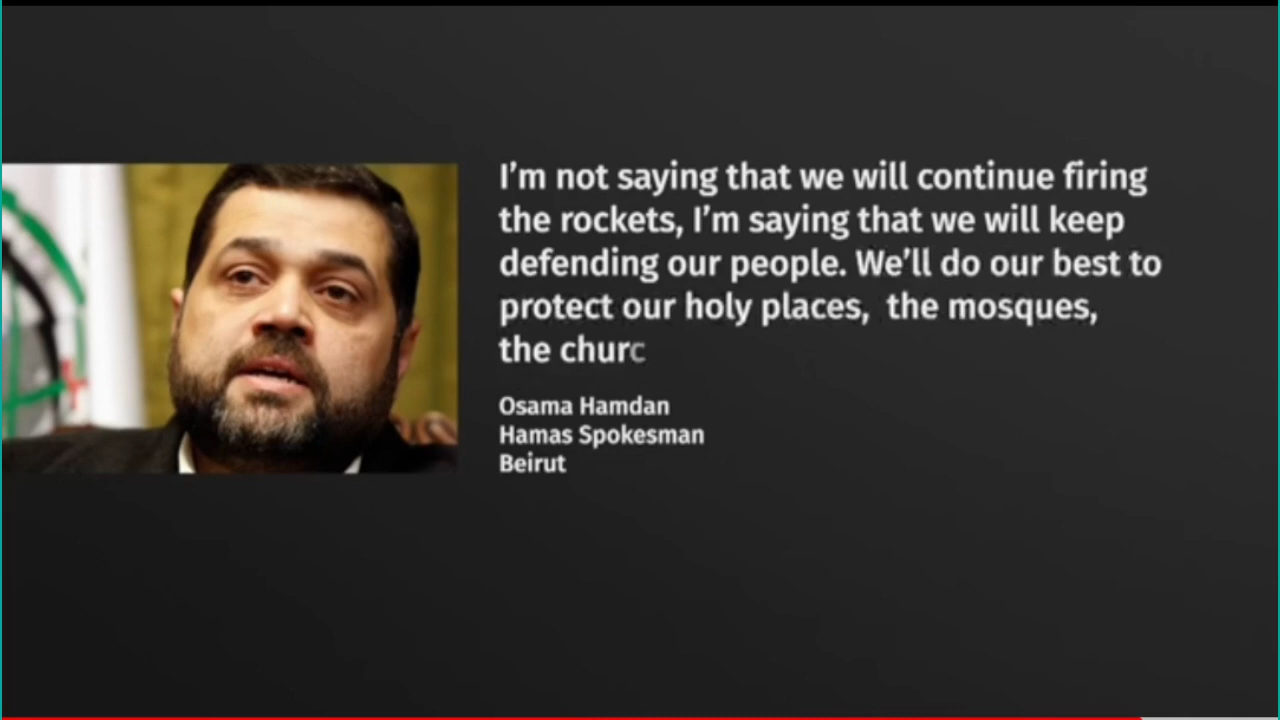 I'm not saying that we will continue firing
the rockets, I'm saying that we will keep
defending our people. We'll do our best to
protect our holy places,  the mosques,
the churc
Osama Hamdan
Hamas Spokesman
Beirut